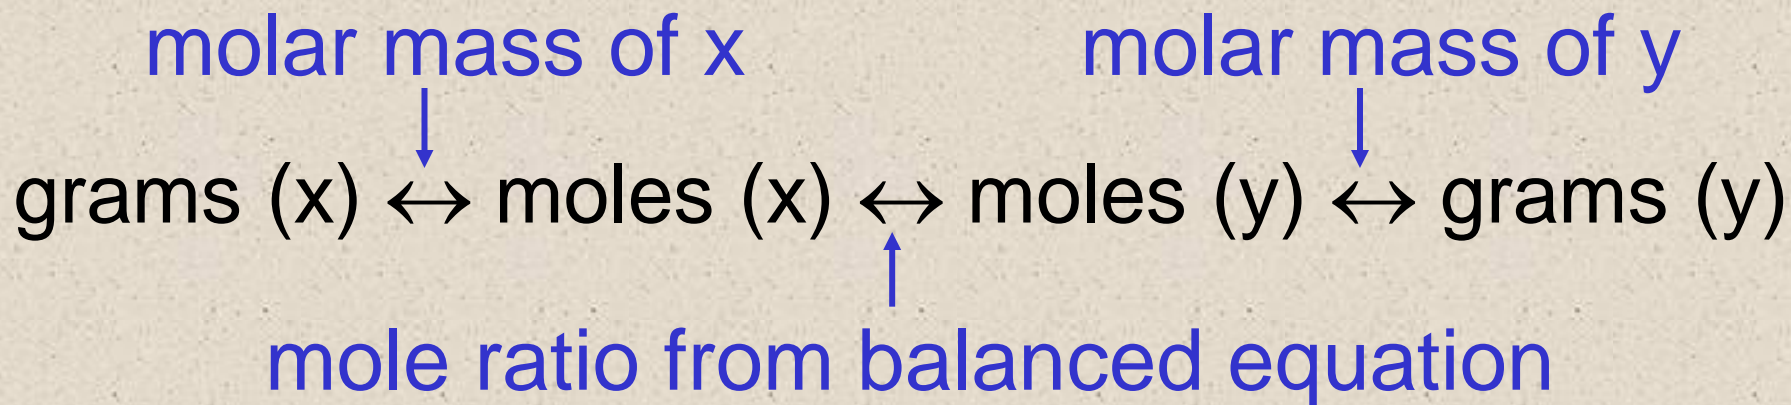 molar mass of x molar mass of y
grams (x) ↔ moles (x) ↔ moles (y) ↔ grams (y)
mole ratio from balanced equation